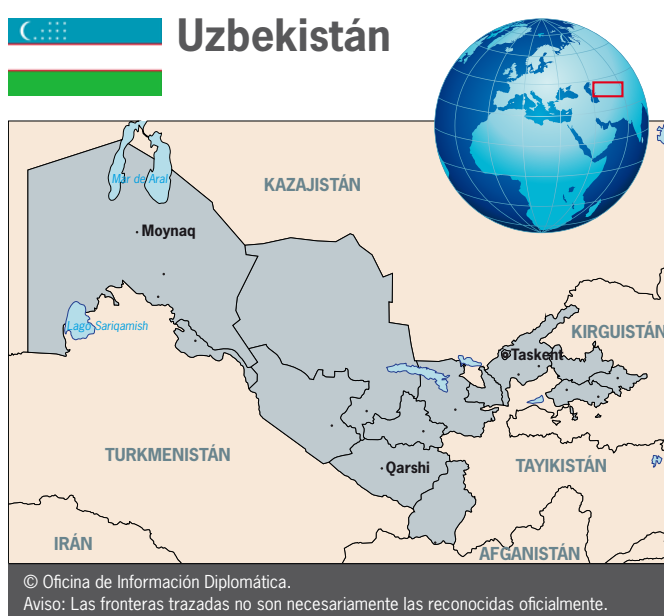 Uzbekistán
Mar de Aral
KAZAJISTÁN
Moynaq
Lago Sariqamish
KIRGUISTÁN
Taskent
TURKMENISTÁN
Qarshi
TAYIKISTÁN
IRÁN
AFGANISTÁN
© Oficina de Información Diplomática.
Aviso: Las fronteras trazadas no son necesariamente las reconocidas oficialmente.